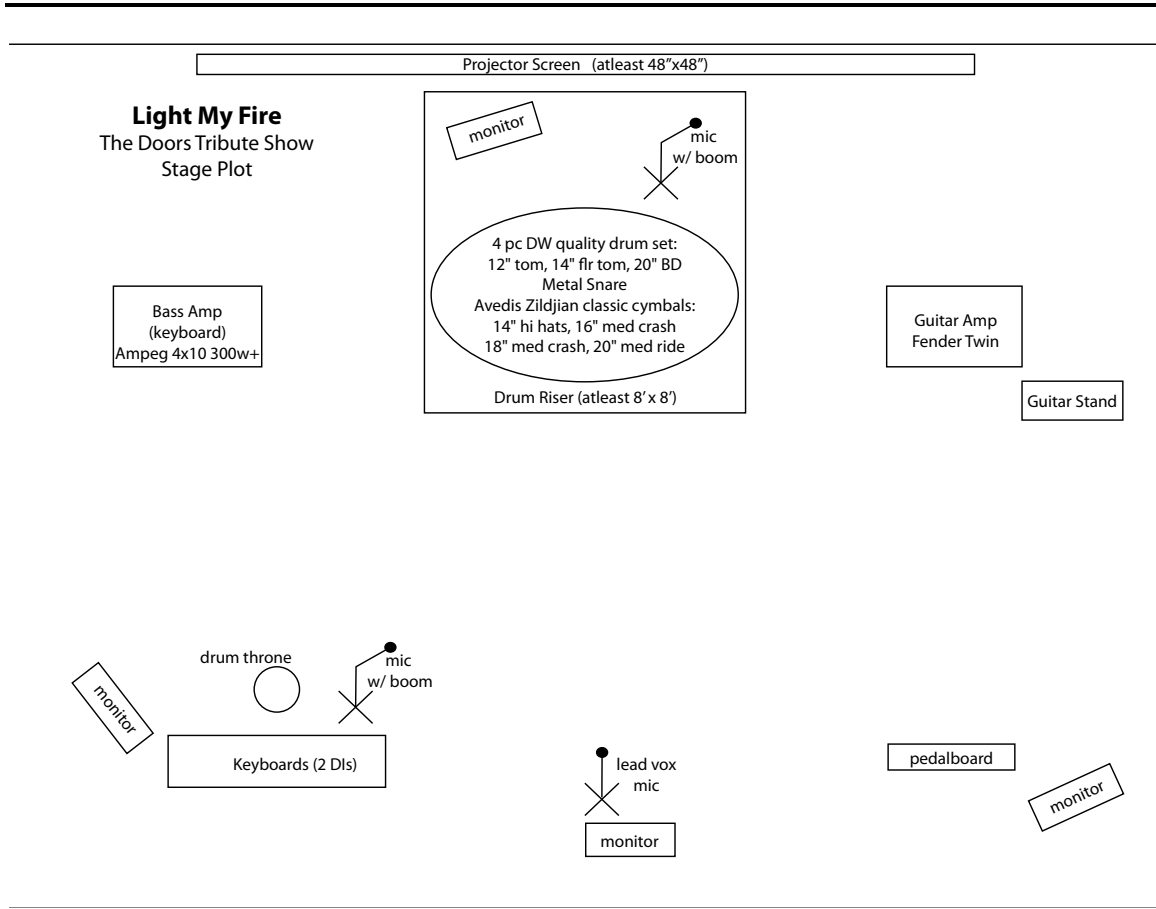 Projector Screen (atleast 48”x48”)
Light My Fire
The Doors Tribute Show
Stage Plot
monitor
mic
w/ boom
4 pc DW quality drum set:
12" tom, 14" flr tom, 20" BD
Metal Snare
Avedis Zildjian classic cymbals:
14" hi hats, 16" med crash
18" med crash, 20" med ride
Drum Riser (atleast 8’ x 8’)
Bass Amp
(keyboard)
Ampeg 4x10 300w+
Guitar Amp
Fender Twin
Guitar Stand
drum throne
mic
w/ boom
monitor
Keyboards (2 DIs)
lead vox
mic
monitor
pedalboard
monitor